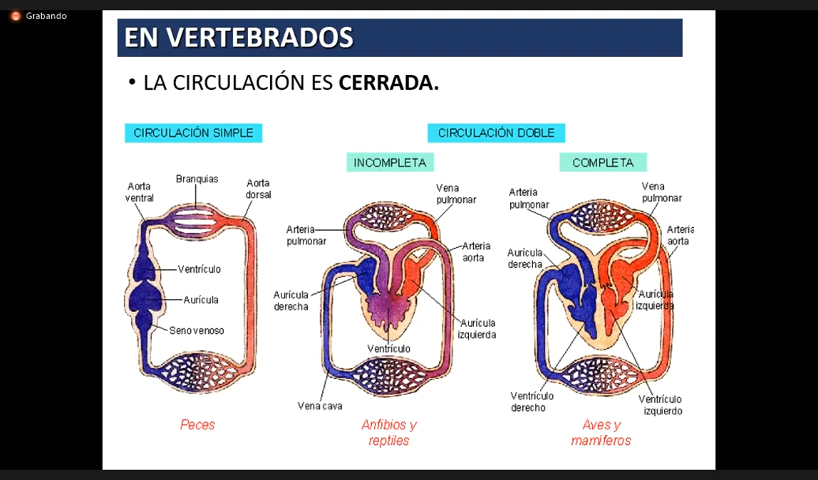 Grabando
EN VERTEBRADOS
• LA CIRCULACIÓN ES CERRADA.
CIRCULACIÓN SIMPLE
CIRCULACIÓN DOBLE
INCOMPLETA
COMPLETA
Aorta
ventral
Branquias
Aorta
dorsal
Ventrículo
Aurícula
Seno venoso
Peces
Vena
pulmonar
Arteria
pulmonar
Arteria
aorta
Aurícula
derecha
Aurícula
izquierda
Ventrículo
Vena cava
Anfibios y
reptiles
Arteria
pulmonar
Vena
pulmonar
Arteria
aorta
Aurícula
derecha
Aurícula
izquierda
Ventrículo
derecho
Ventrículo
izquierdo
Aves y
mamíferos